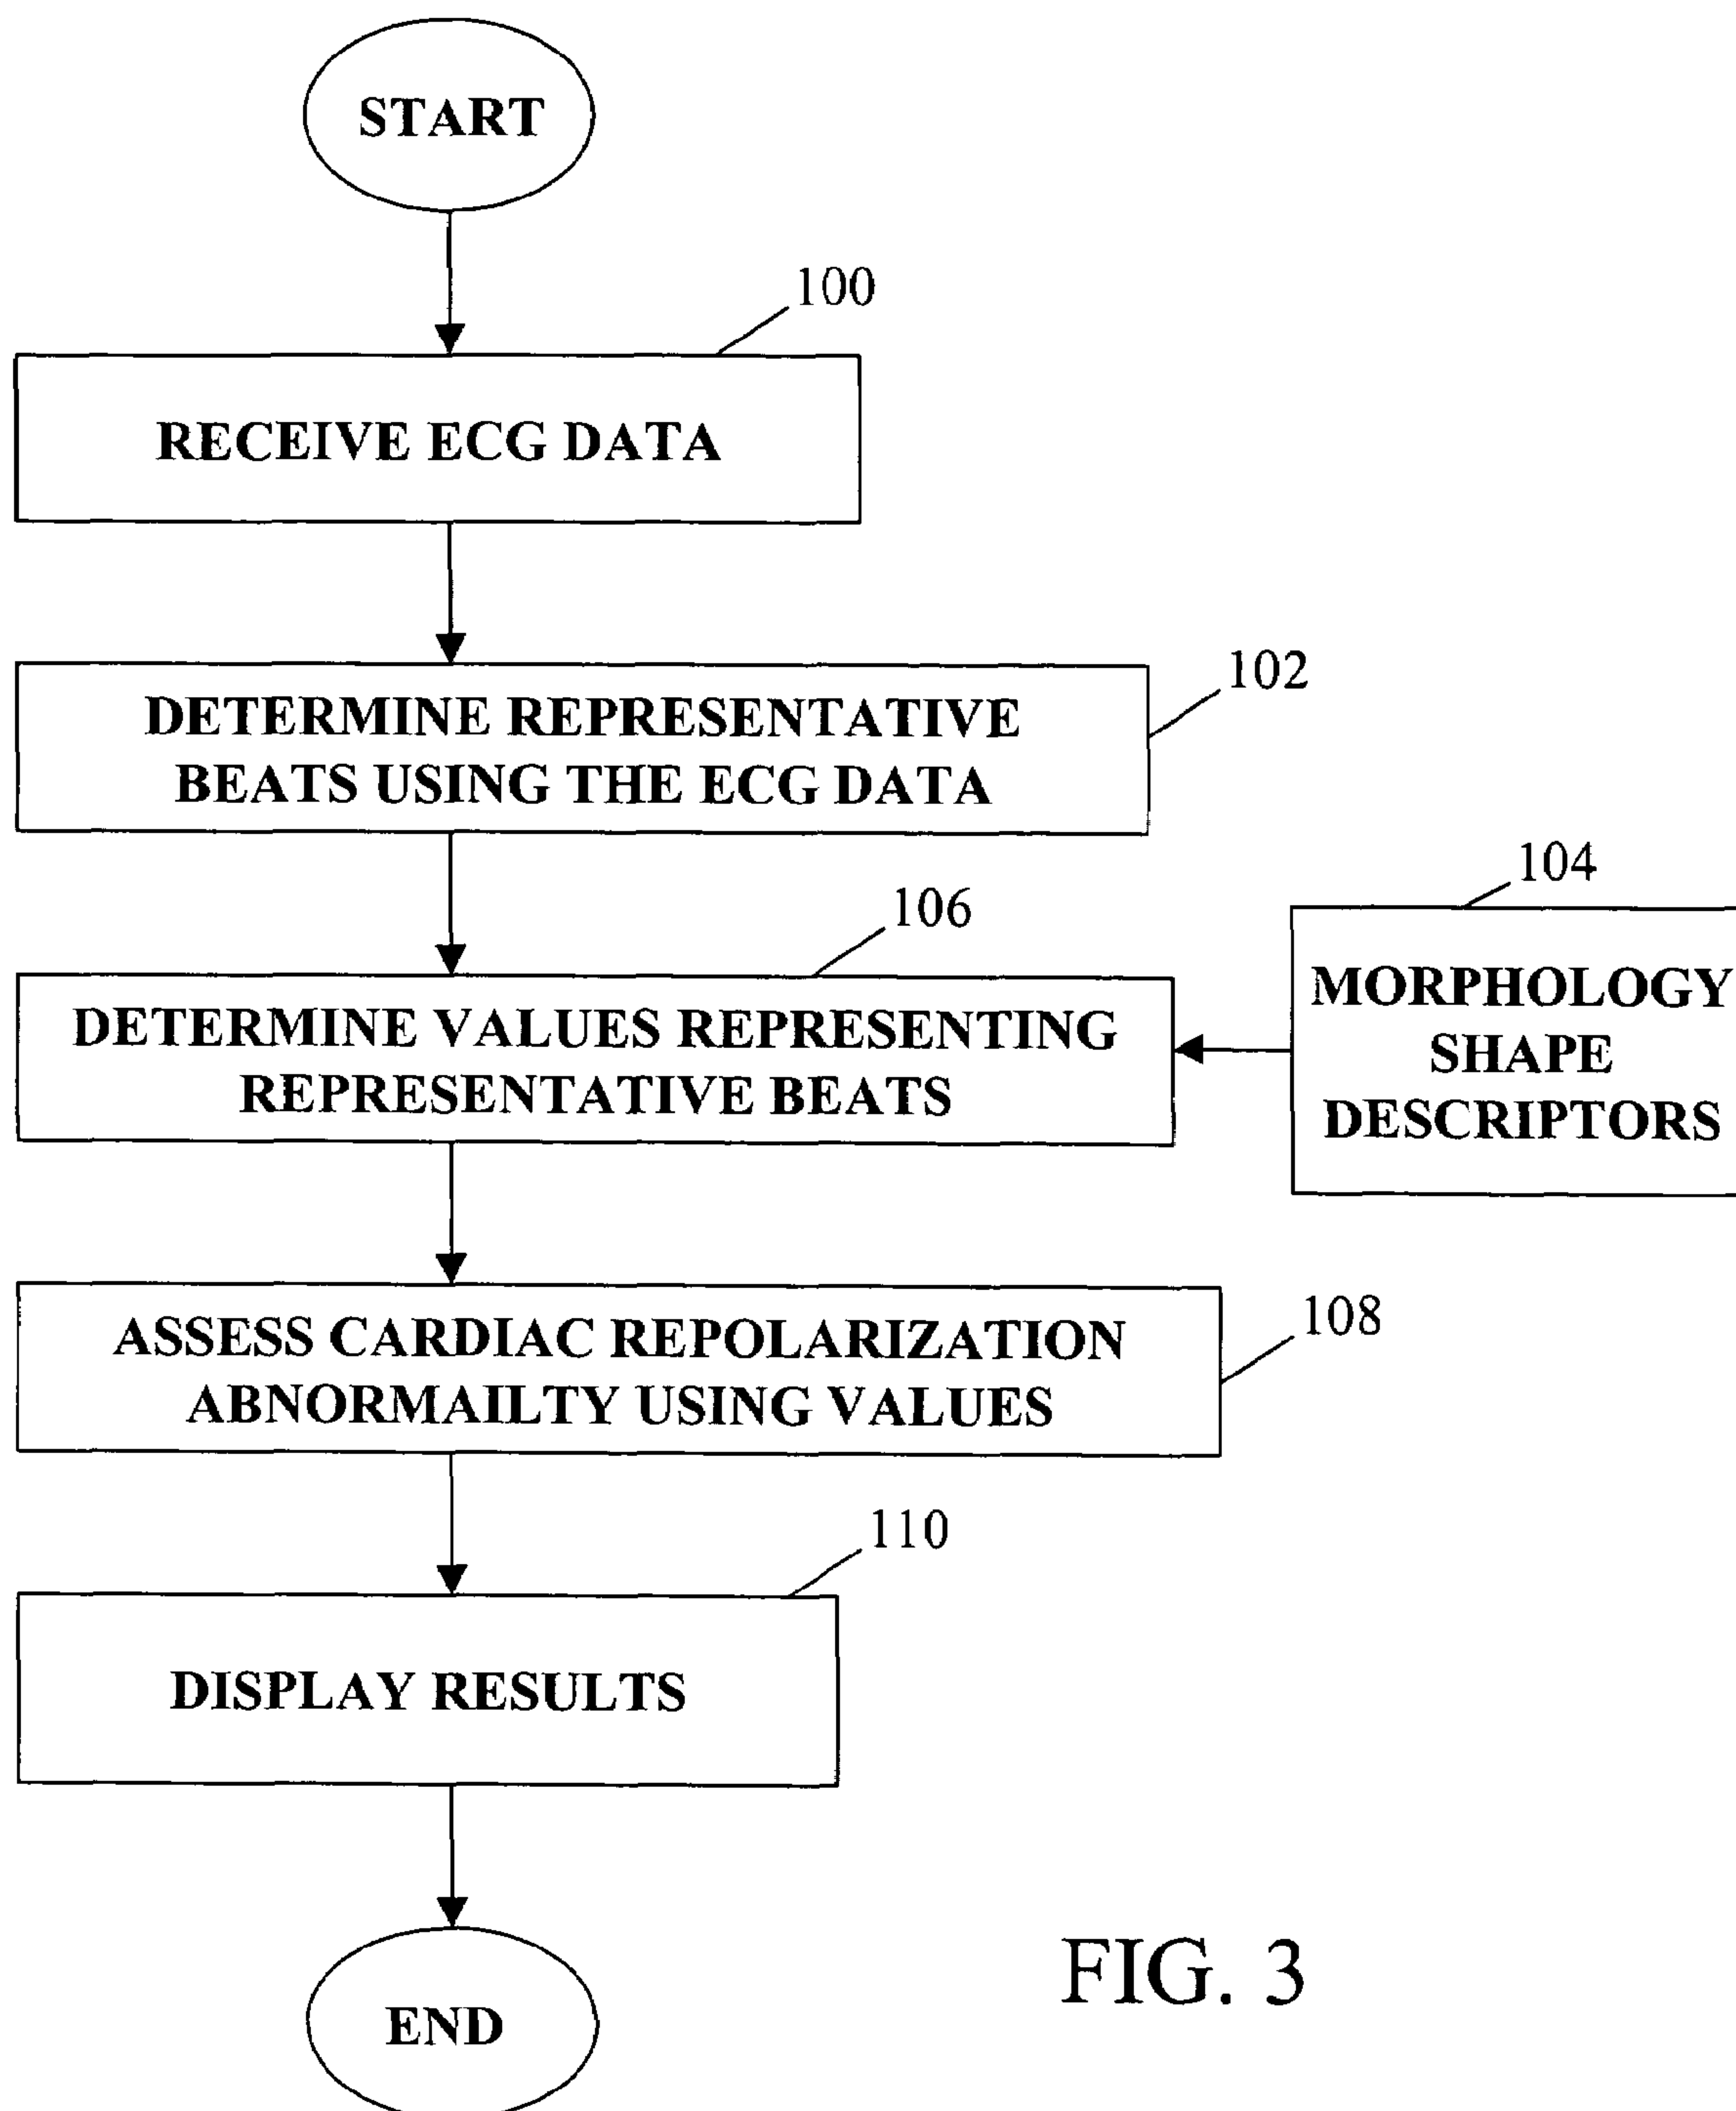 START
100
RECEIVE ECG DATA
102
DETERMINE REPRESENTATIVE
BEATS USING THE ECG DATA
104
106
MORPHOLOGY
SHAPE
DESCRIPTORS
DETERMINE VALUES REPRESENTING
REPRESENTATIVE BEATS
108
ASSESS CARDIAC REPOLARIZATION
ABNORMAILTY USING VALUES
110
DISPLAY RESULTS
END
FIG. 3